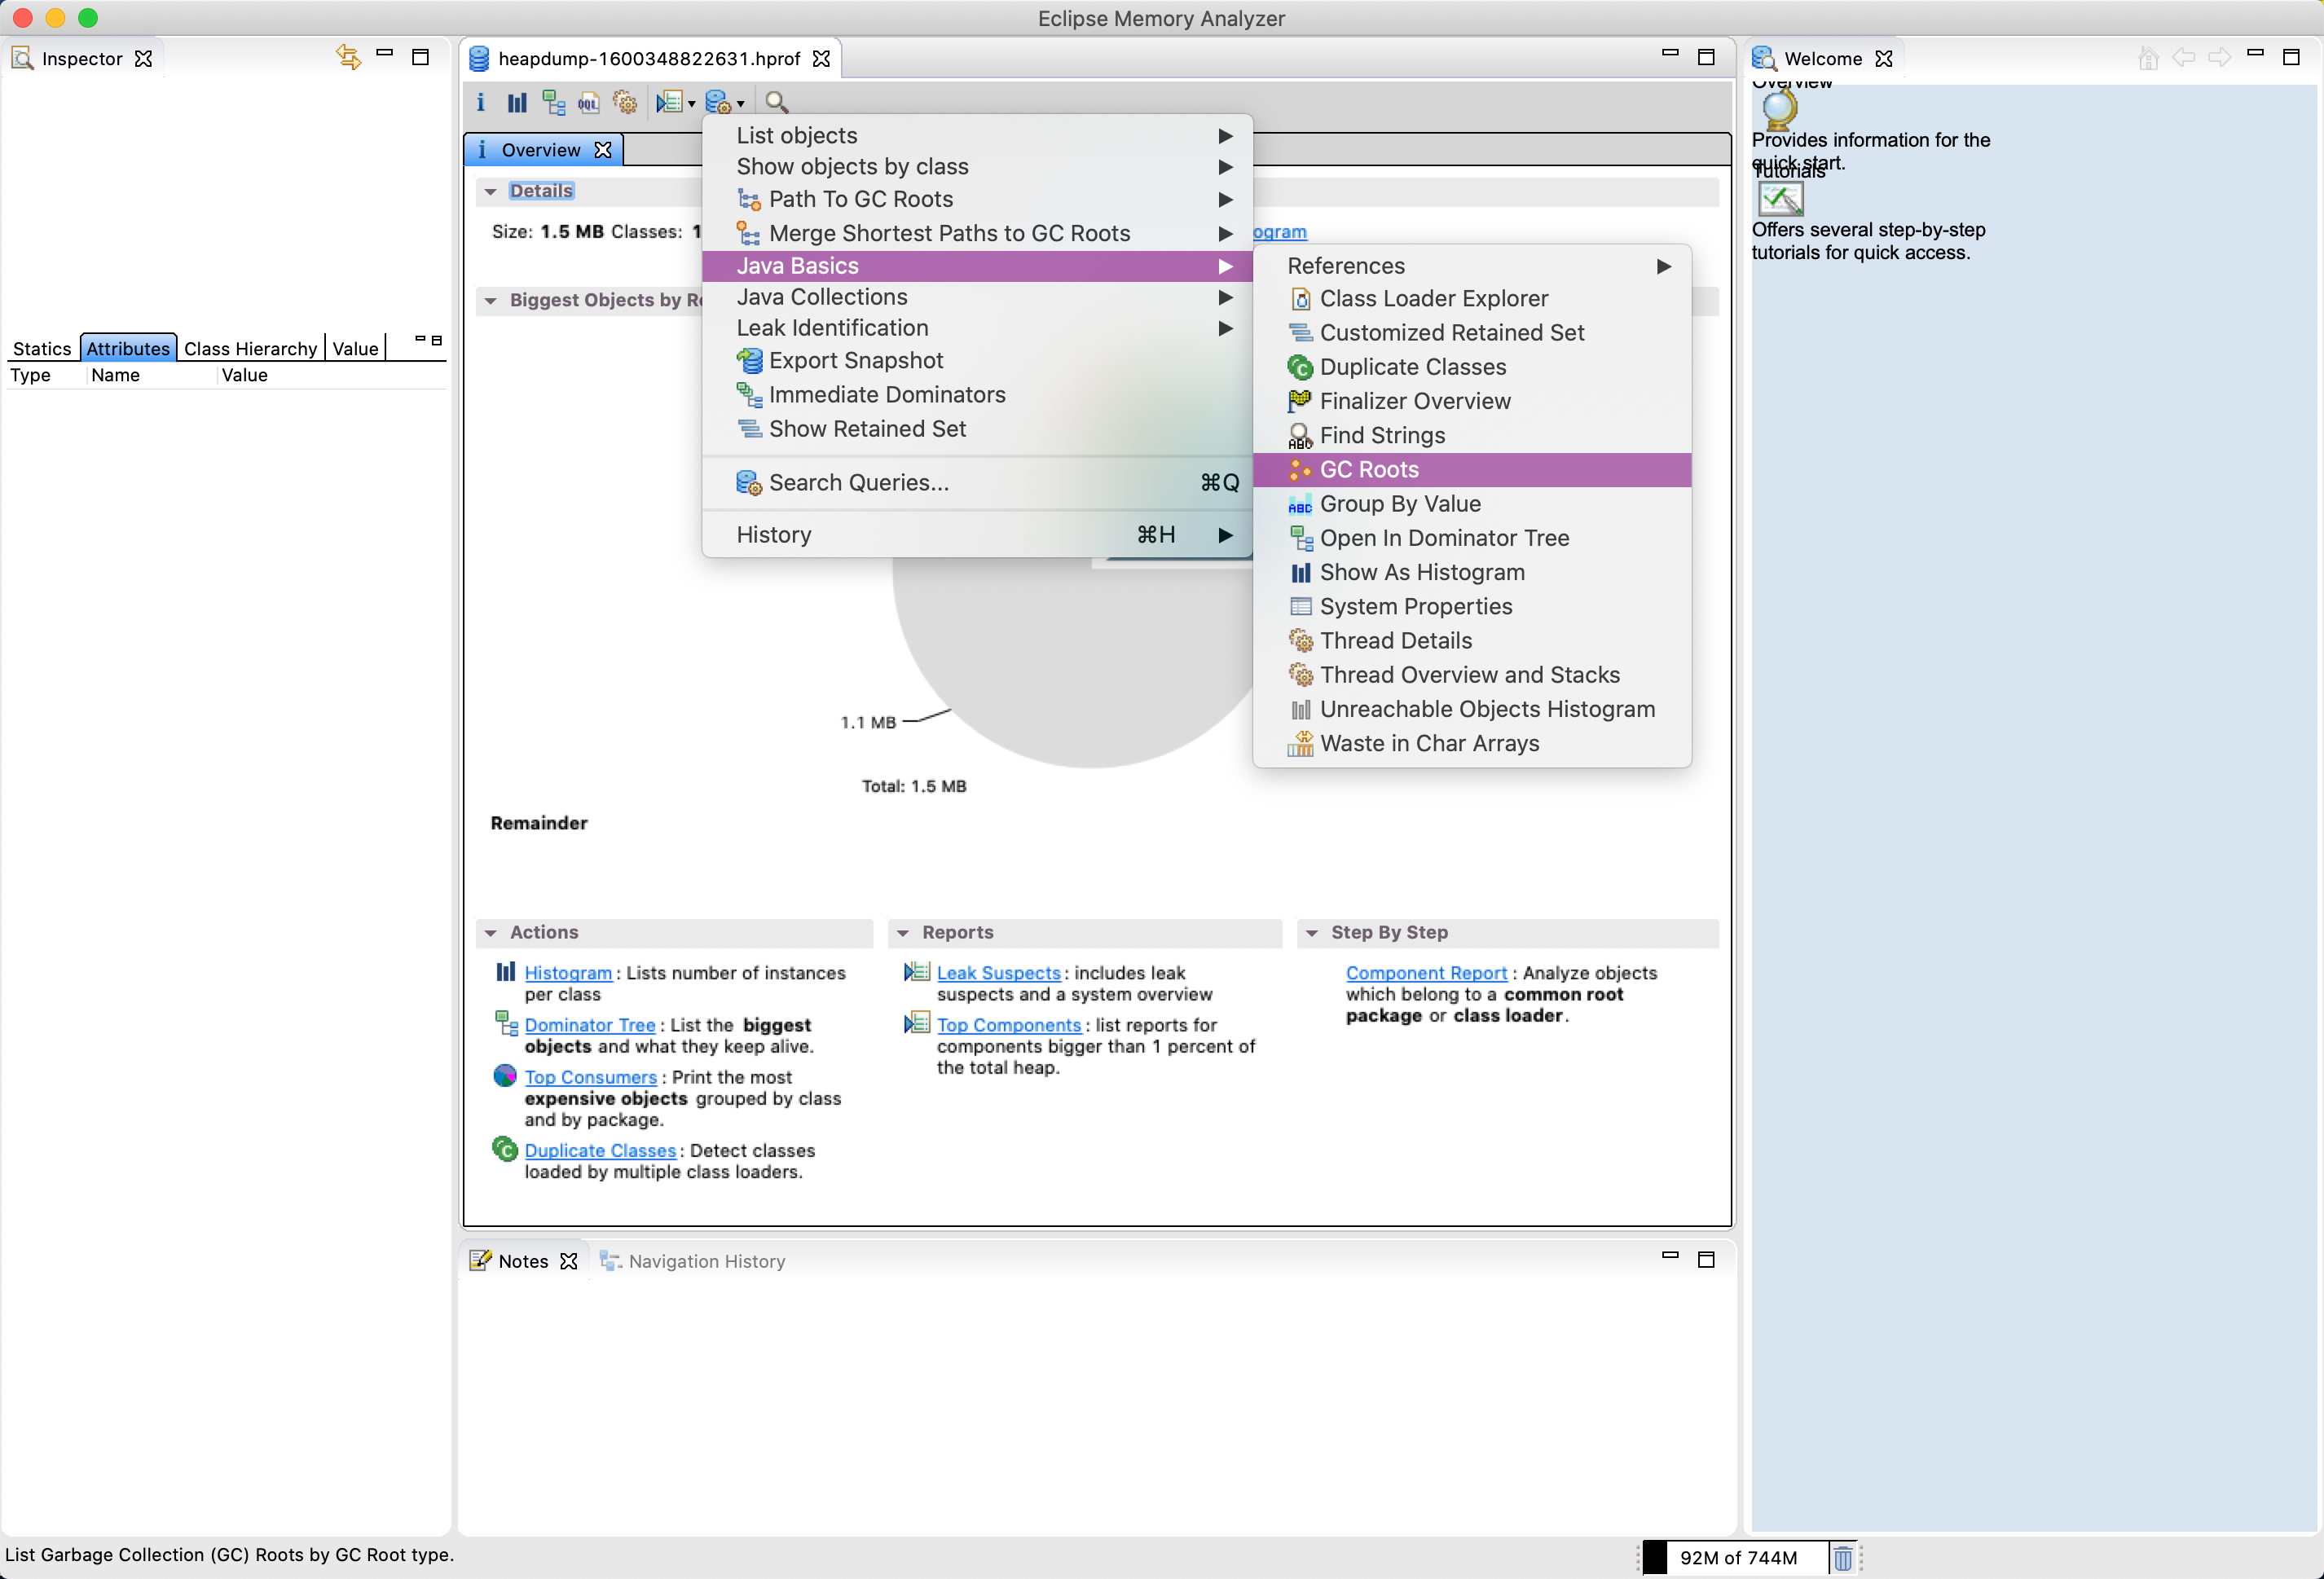 Eclipse Memory Analyzer
Inspector
Statics Attributes Class Hierarchy Value
Type Name Value
heapdump-1600348822631.hprof
Overview
Details
Size: 1.5 MB Classes: 1
ogram
Biggest Objects by Re
List objects
Show objects by class
Path To GC Roots
Merge Shortest Paths to GC Roots
Java Basics
Java Collections
Leak Identification
Export Snapshot
Immediate Dominators
Show Retained Set
Search Queries... ⌘Q
History ⌘H
References
Class Loader Explorer
Customized Retained Set
Duplicate Classes
Finalizer Overview
Find Strings
GC Roots
Group By Value
Open In Dominator Tree
Show As Histogram
System Properties
Thread Details
Thread Overview and Stacks
Unreachable Objects Histogram
Waste in Char Arrays
1.1 MB
Total: 1.5 MB
Remainder
Actions
Histogram: Lists number of instances
per class
Dominator Tree: List the biggest
objects and what they keep alive.
Top Consumers: Print the most
expensive objects grouped by class
and by package.
Duplicate Classes: Detect classes
loaded by multiple class loaders.
Reports
Leak Suspects: includes leak
suspects and a system overview
Top Components: list reports for
components bigger than 1 percent of
the total heap.
Step By Step
Component Report: Analyze objects
which belong to a common root
package or class loader.
Notes Navigation History
Welcome
Overview
Provides information for the
quick start.
Tutorials
Offers several step-by-step
tutorials for quick access.
List Garbage Collection (GC) Roots by GC Root type.
92M of 744M